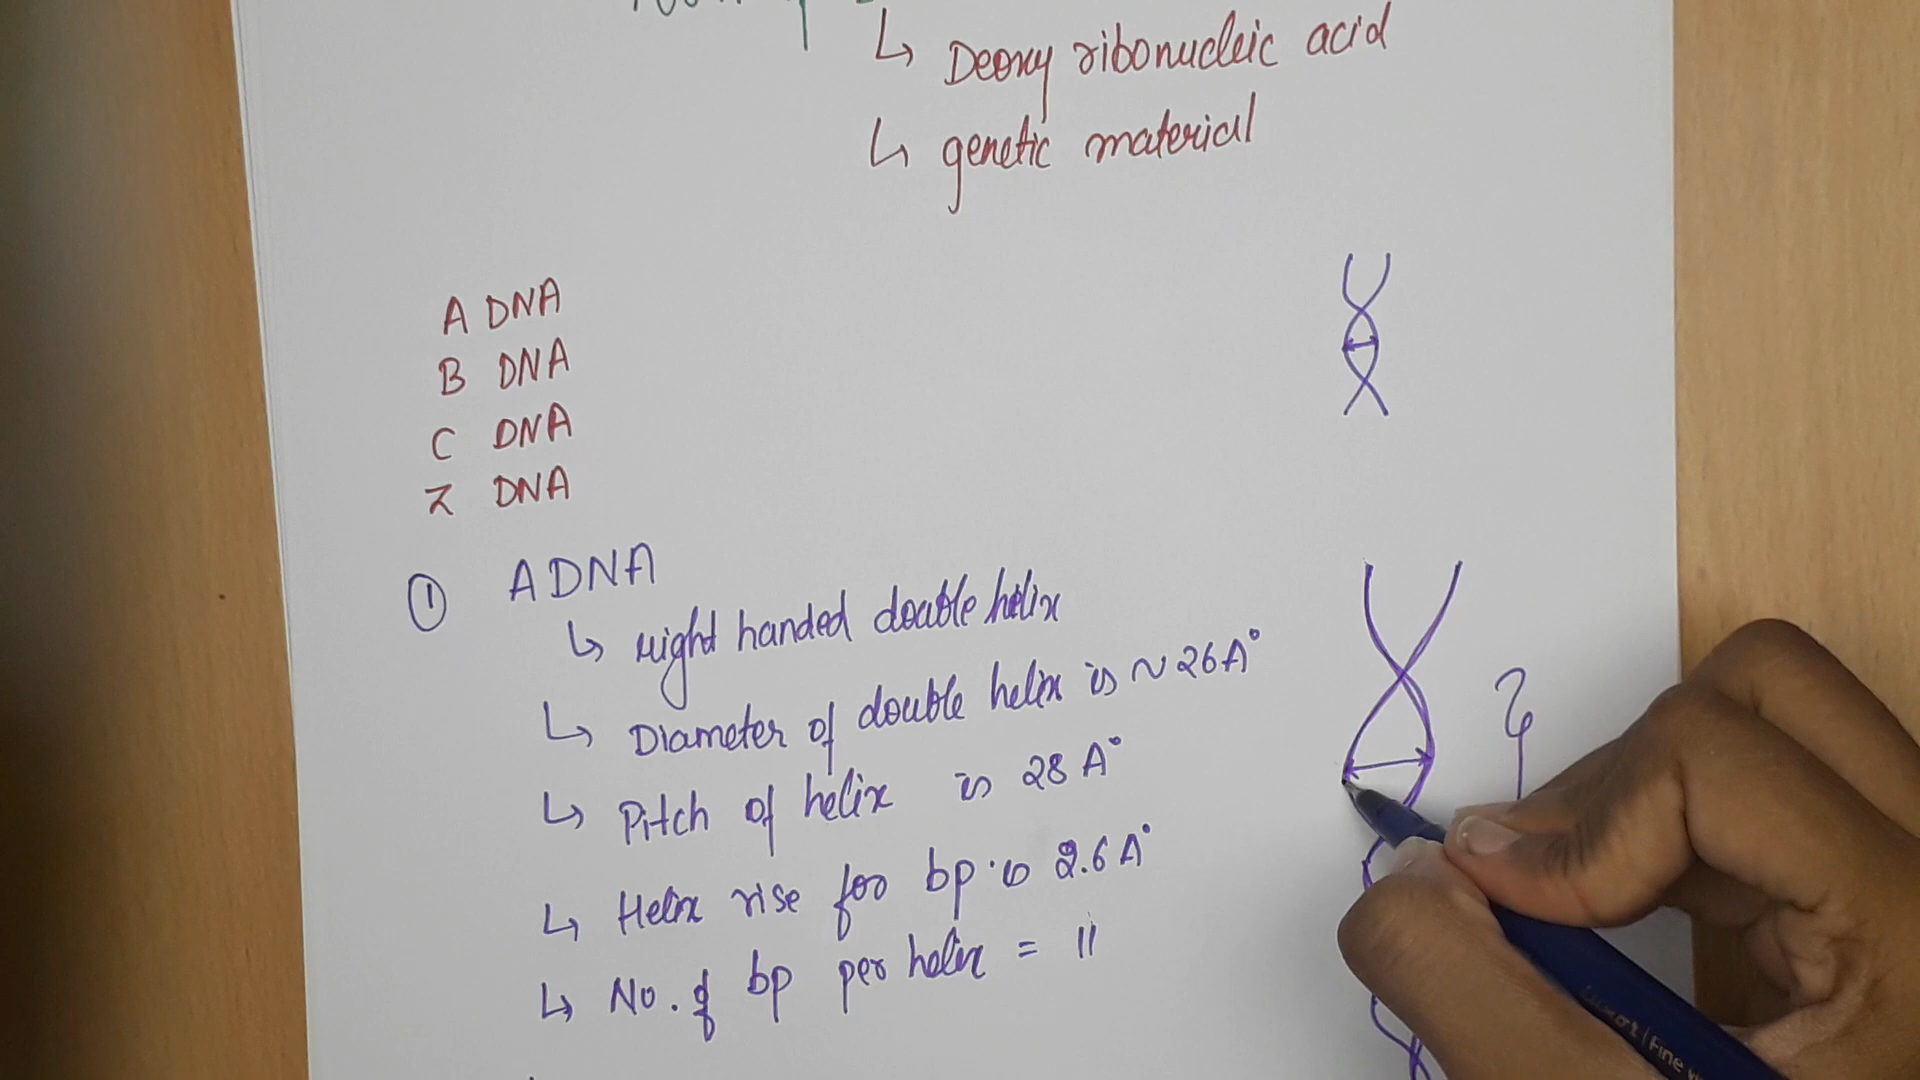 ↳ Deoxy ribonucleic acid
↳ genetic material
A DNA
B DNA
C DNA
Z DNA
① A DNA
↳ right handed double helix
↳ Diameter of double helix is ~26A°
↳ Pitch of helix is 28 A°
↳ Helix rise for bp is 2.6 A°
↳ No. of bp per helix = 11